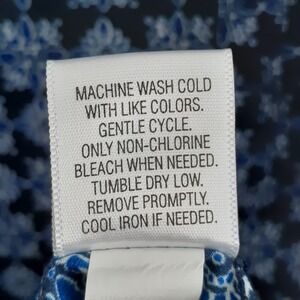 MACHINE WASH COLD
WITH LIKE COLORS.
GENTLE CYCLE.
ONLY NON-CHLORINE
BLEACH WHEN NEEDED.
TUMBLE DRY LOW.
REMOVE PROMPTLY.
COOL IRON IF NEEDED.